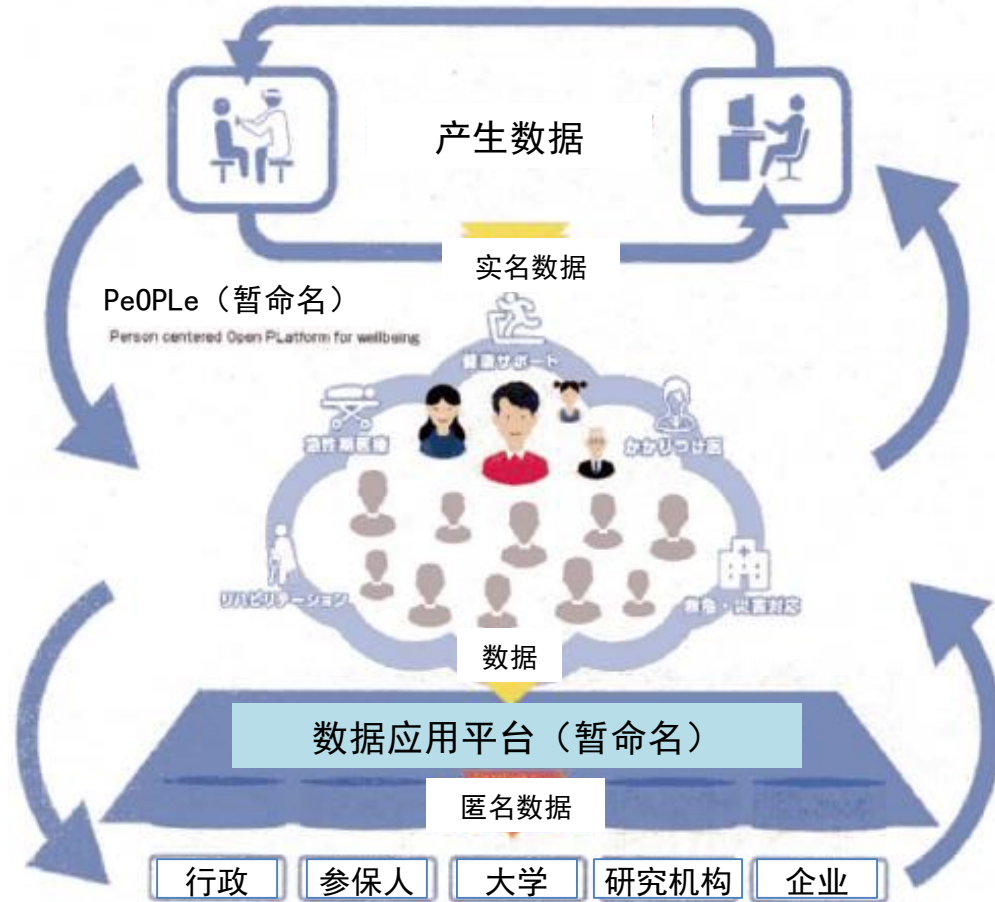 产生数据
实名数据
PeOPLe（暂命名）
Person centered Open PLatform for wellbeing
健康サポート
急性期医療
かかりつけ医
リハビリテーション
救急・災害対応
数据
数据应用平台（暂命名）
匿名数据
行政
参保人
大学
研究机构
企业